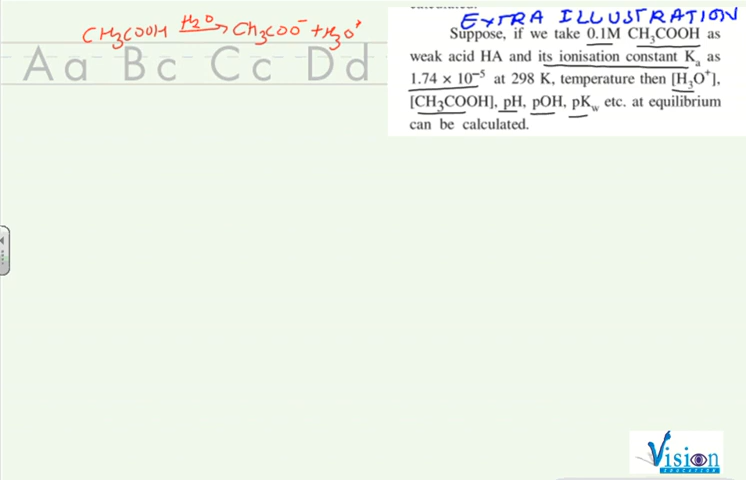 EXTRA ILLUSTRATION
CH₃COOH H₂O→ CH₃COO⁻ + H₃O⁺
Aa Bb Cc Dd
Suppose, if we take 0.1M CH₃COOH as
weak acid HA and its ionisation constant Kₐ as
1.74 × 10⁻⁵ at 298 K, temperature then [H₃O⁺],
[CH₃COOH], pH, pOH, pK_w etc. at equilibrium
can be calculated.
Vision
EDUCATION